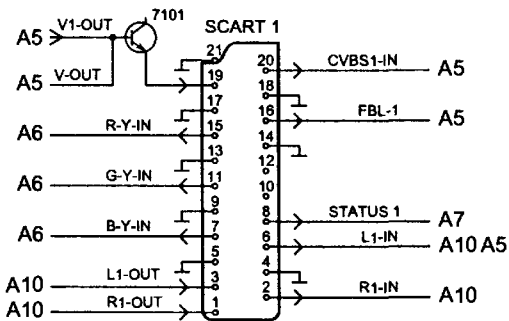 7101
V1-OUT
A5
SCART 1
21
20
CVBS1-IN
A5
V-OUT
A5
19
18
17
16
FBL-1
A5
R-Y-IN
A6
15
14
13
12
G-Y-IN
A6
11
10
9
8
STATUS 1
A7
B-Y-IN
A6
7
6
L1-IN
A10 A5
5
4
L1-OUT
A10
3
2
R1-IN
A10
R1-OUT
A10
1